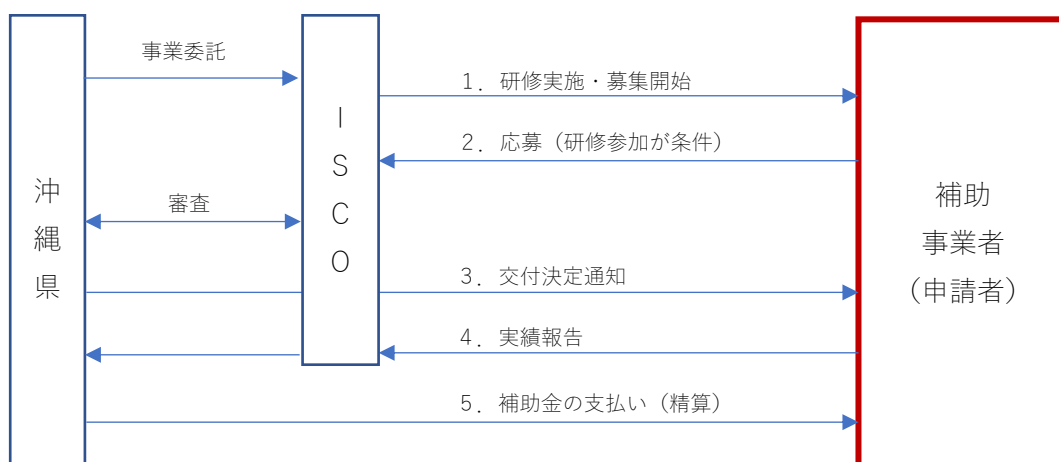 沖縄県
事業委託
審査
ISCO
1．研修実施・募集開始
2．応募（研修参加が条件）
3．交付決定通知
4．実績報告
5．補助金の支払い（精算）
補助
事業者
（申請者）